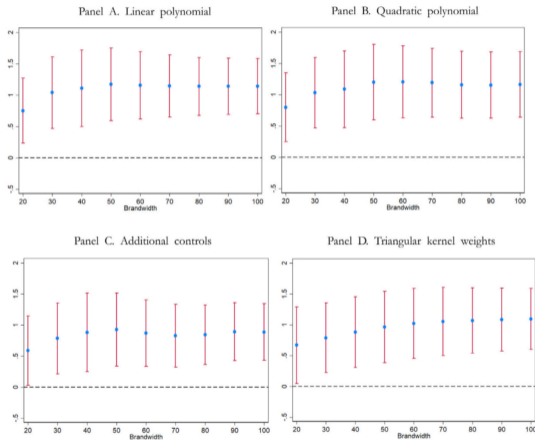 Panel A. Linear polynomial
2
1.5
1
.5
0
-.5
20 30 40 50 60 70 80 90 100
Brandwidth
Panel B. Quadratic polynomial
2
1.5
1
.5
0
-.5
20 30 40 50 60 70 80 90 100
Brandwidth
Panel C. Additional controls
2
1.5
1
.5
0
-.5
20 30 40 50 60 70 80 90 100
Brandwidth
Panel D. Triangular kernel weights
2
1.5
1
.5
0
-.5
20 30 40 50 60 70 80 90 100
Brandwidth